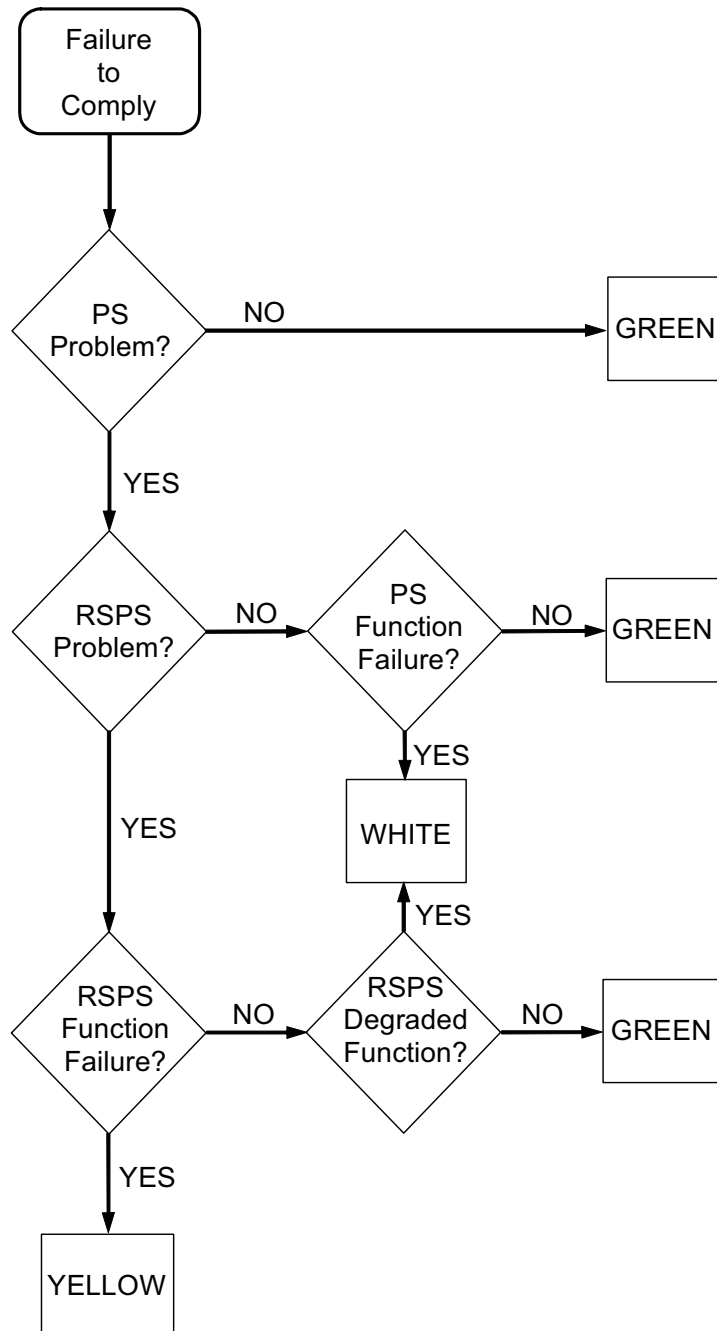 Failure
to
Comply
PS
Problem?
NO
GREEN
YES
RSPS
Problem?
NO
PS
Function
Failure?
NO
GREEN
YES
WHITE
YES
YES
RSPS
Function
Failure?
NO
RSPS
Degraded
Function?
NO
GREEN
YES
YELLOW